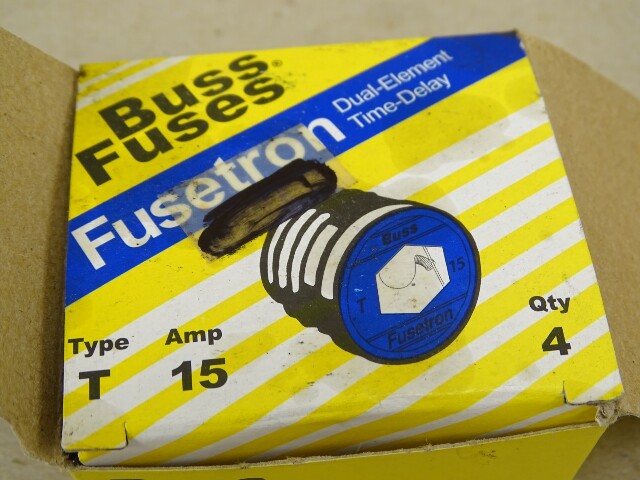 Buss®
Fuses
Fusetron
Dual-Element
Time-Delay
Buss
T
15
Fusetron
Type
T
Amp
15
Qty
4